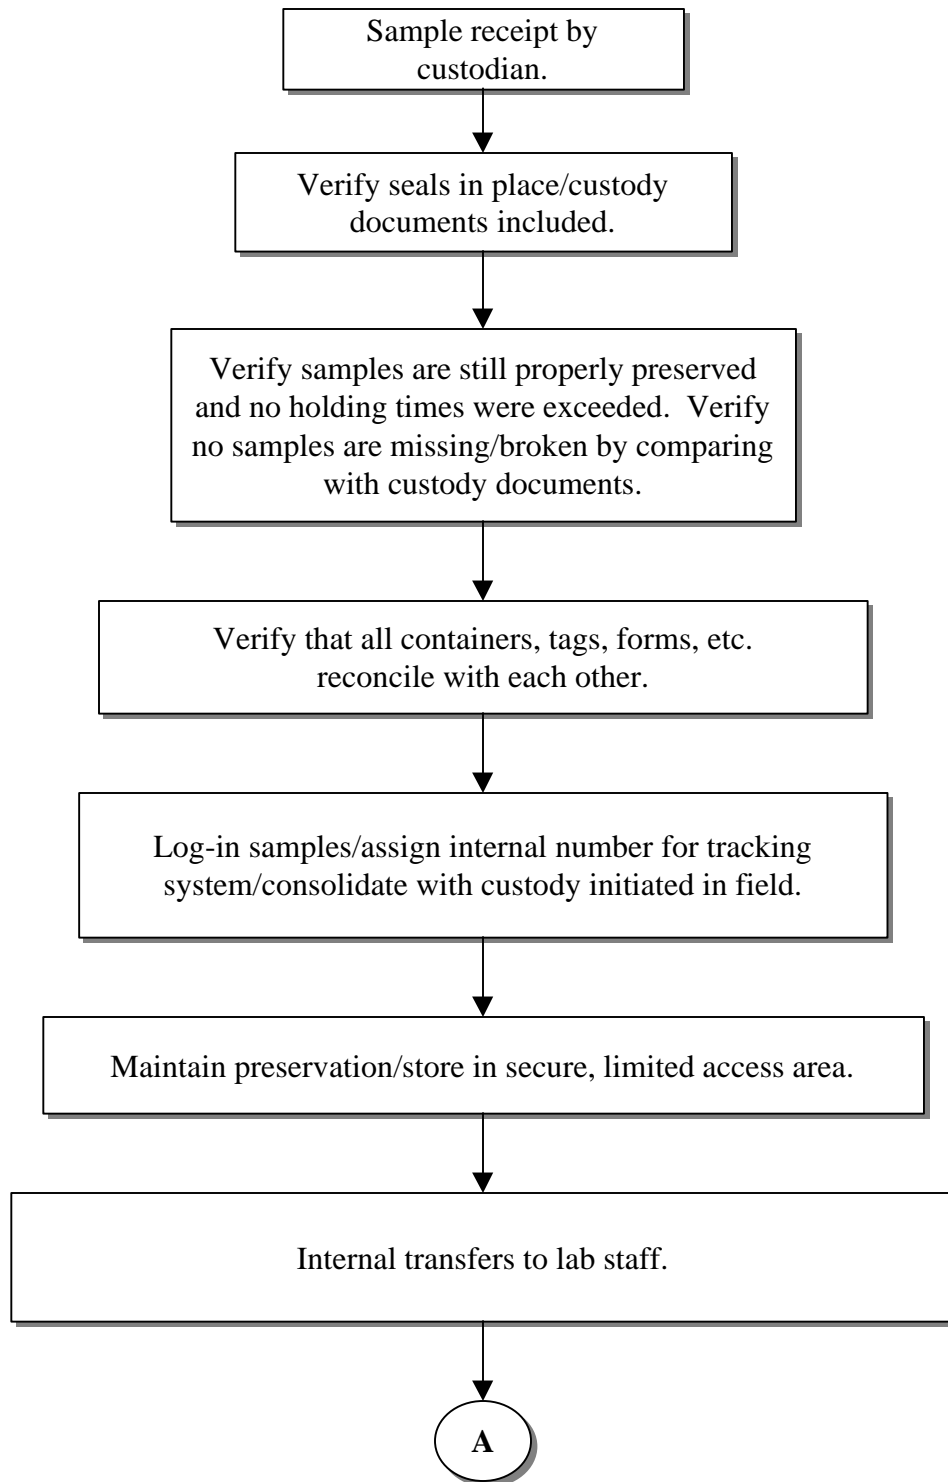 Sample receipt by
custodian.
Verify seals in place/custody
documents included.
Verify samples are still properly preserved
and no holding times were exceeded.  Verify
no samples are missing/broken by comparing
with custody documents.
Verify that all containers, tags, forms, etc.
reconcile with each other.
Log-in samples/assign internal number for tracking
system/consolidate with custody initiated in field.
Maintain preservation/store in secure, limited access area.
Internal transfers to lab staff.
A